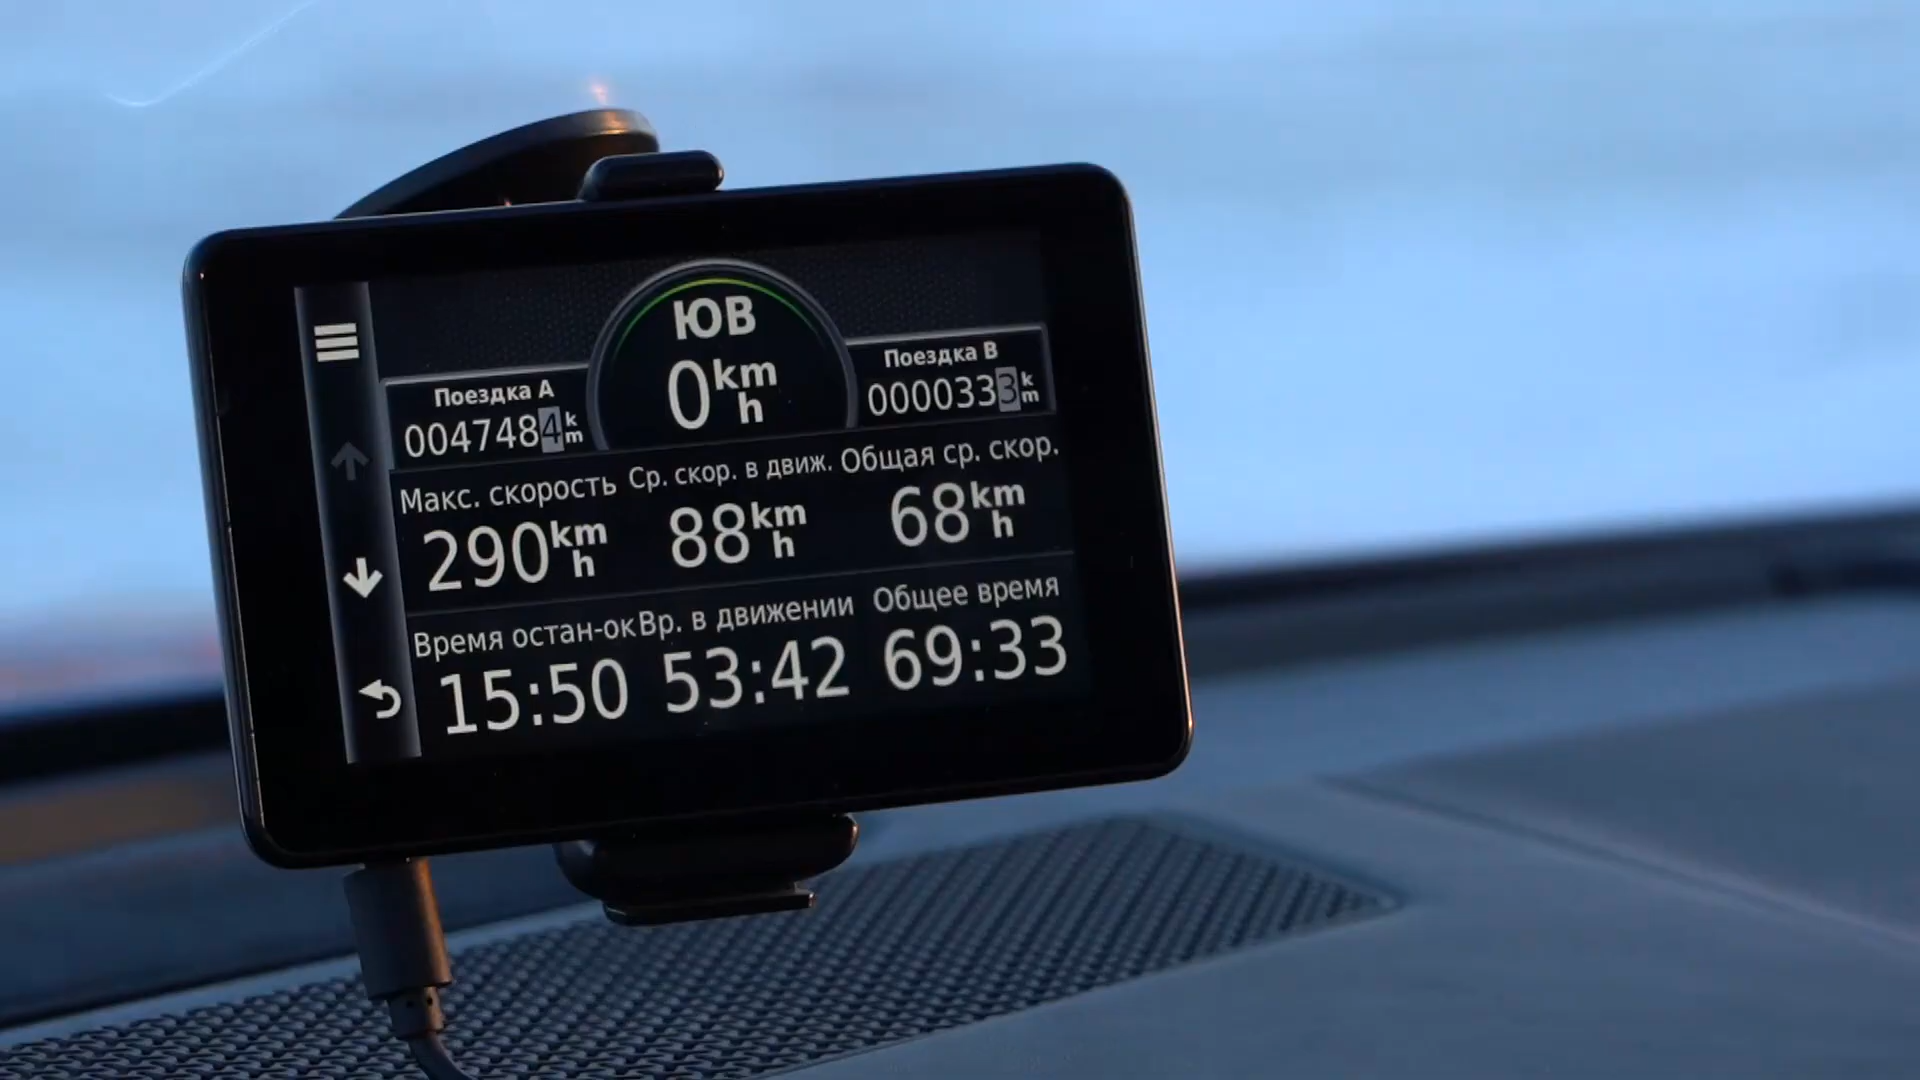 ЮВ
0 km/h
Поездка A
0047484 km
Поездка B
0000333 km
Макс. скорость
290 km/h
Ср. скор. в движ.
88 km/h
Общая ср. скор.
68 km/h
Время остан-ок
15:50
Вр. в движении
53:42
Общее время
69:33